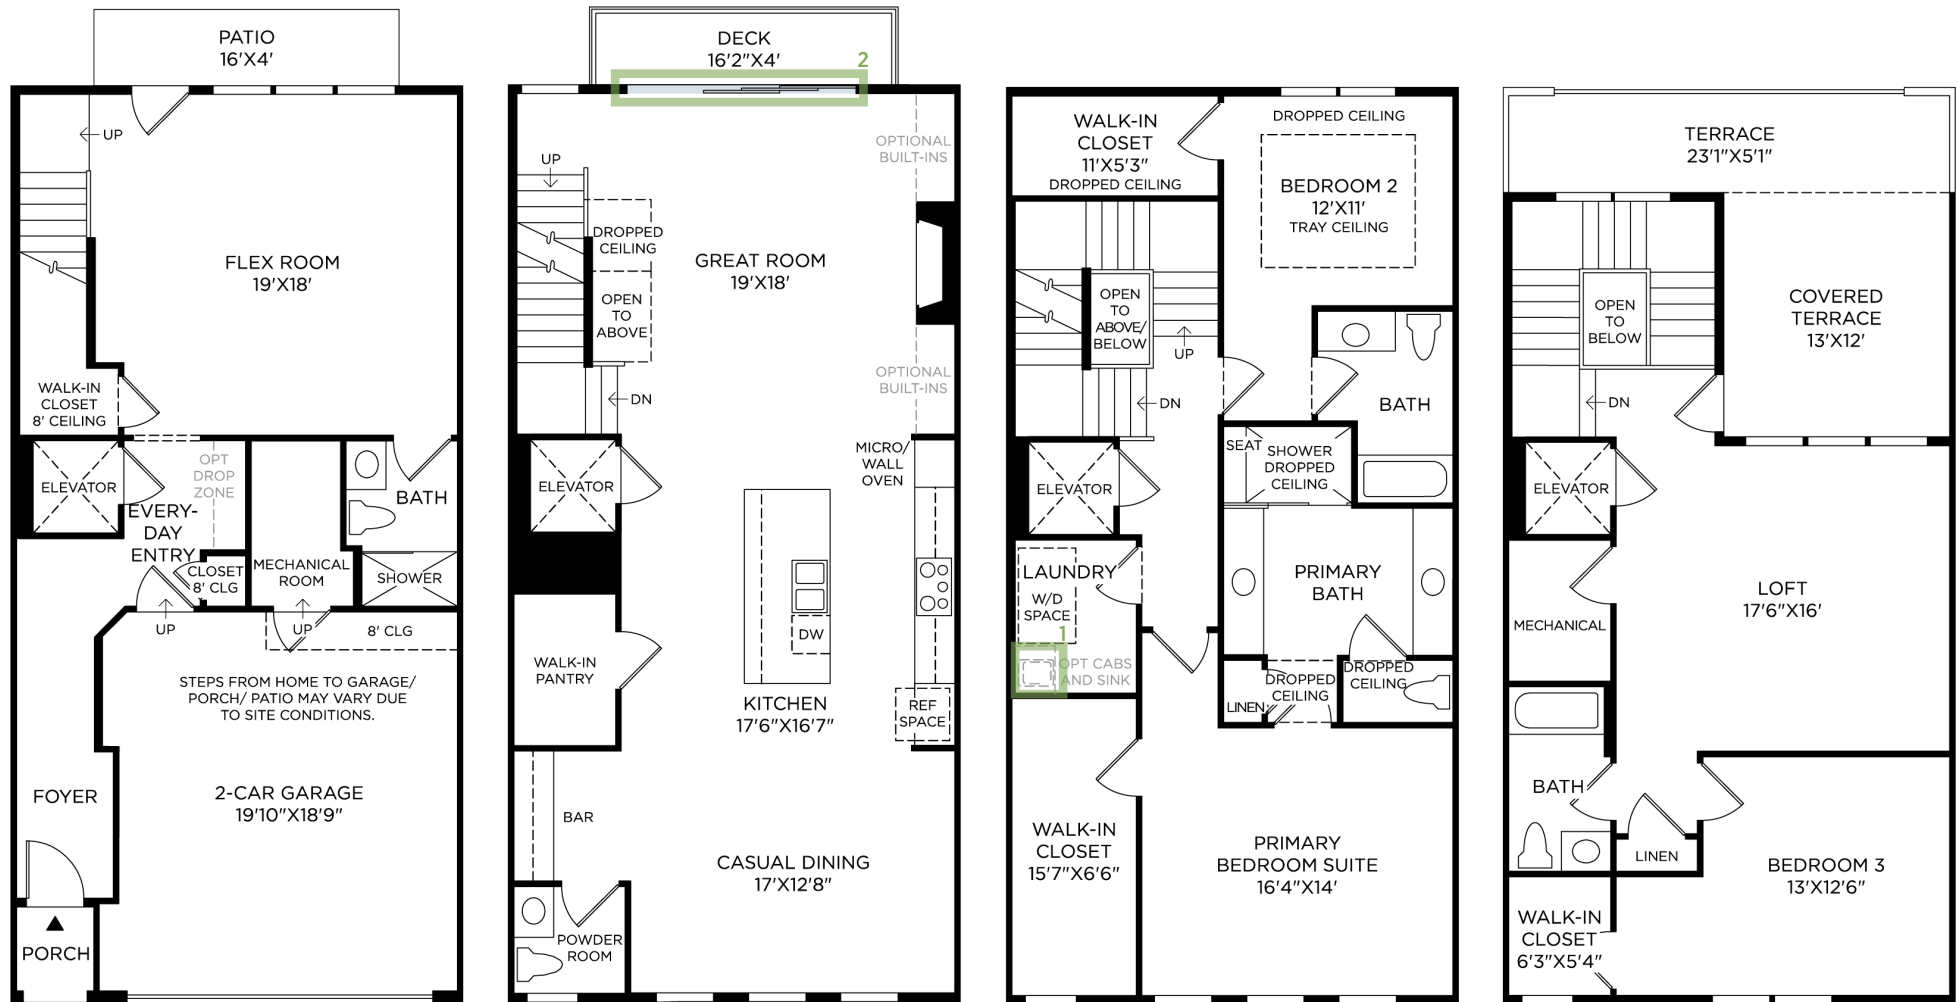 PATIO
16'X4'
UP
FLEX ROOM
19'X18'
WALK-IN
CLOSET
8' CEILING
ELEVATOR
OPT
DROP
ZONE
EVERY-
DAY
ENTRY
CLOSET
8' CLG
MECHANICAL
ROOM
BATH
SHOWER
UP
UP
8' CLG
STEPS FROM HOME TO GARAGE/
PORCH/ PATIO MAY VARY DUE
TO SITE CONDITIONS.
FOYER
2-CAR GARAGE
19'10"X18'9"
PORCH
DECK
16'2"X4'
2
OPTIONAL
BUILT-INS
UP
DROPPED
CEILING
GREAT ROOM
19'X18'
OPEN
TO
ABOVE
OPTIONAL
BUILT-INS
DN
MICRO/
WALL
OVEN
ELEVATOR
DW
WALK-IN
PANTRY
KITCHEN
17'6"X16'7"
REF
SPACE
BAR
CASUAL DINING
17'X12'8"
POWDER
ROOM
WALK-IN
CLOSET
11'X5'3"
DROPPED CEILING
DROPPED CEILING
BEDROOM 2
12'X11'
TRAY CEILING
OPEN
TO
ABOVE/
BELOW
UP
DN
BATH
SEAT
SHOWER
DROPPED
CEILING
ELEVATOR
LAUNDRY
W/D
SPACE
1
OPT CABS
AND SINK
PRIMARY
BATH
DROPPED
CEILING
DROPPED
CEILING
LINEN
WALK-IN
CLOSET
15'7"X6'6"
PRIMARY
BEDROOM SUITE
16'4"X14'
TERRACE
23'1"X5'1"
COVERED
TERRACE
13'X12'
OPEN
TO
BELOW
DN
ELEVATOR
LOFT
17'6"X16'
MECHANICAL
BATH
LINEN
BEDROOM 3
13'X12'6"
WALK-IN
CLOSET
6'3"X5'4"